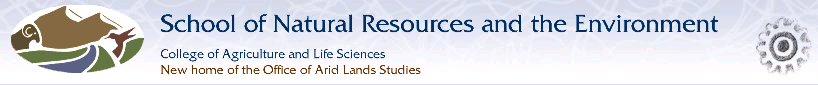 School of Natural Resources and the Environment
College of Agriculture and Life Sciences
New home of the Office of Arid Lands Studies